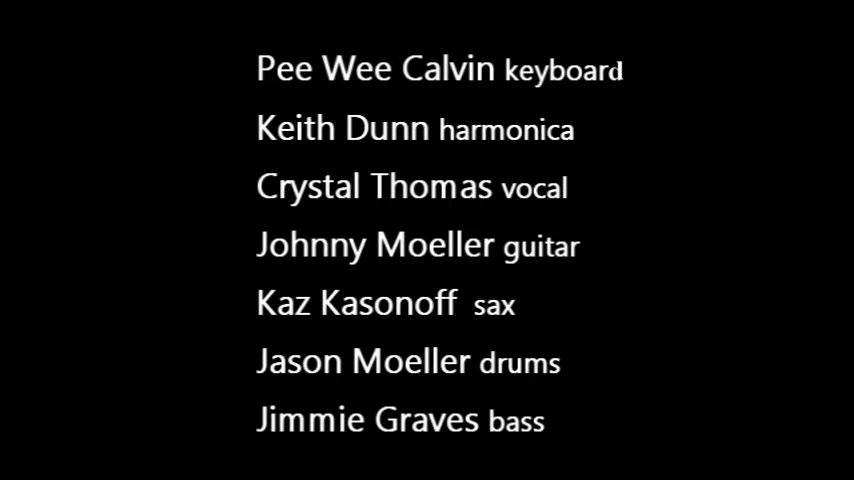 Pee Wee Calvin keyboard
Keith Dunn harmonica
Crystal Thomas vocal
Johnny Moeller guitar
Kaz Kasonoff sax
Jason Moeller drums
Jimmie Graves bass